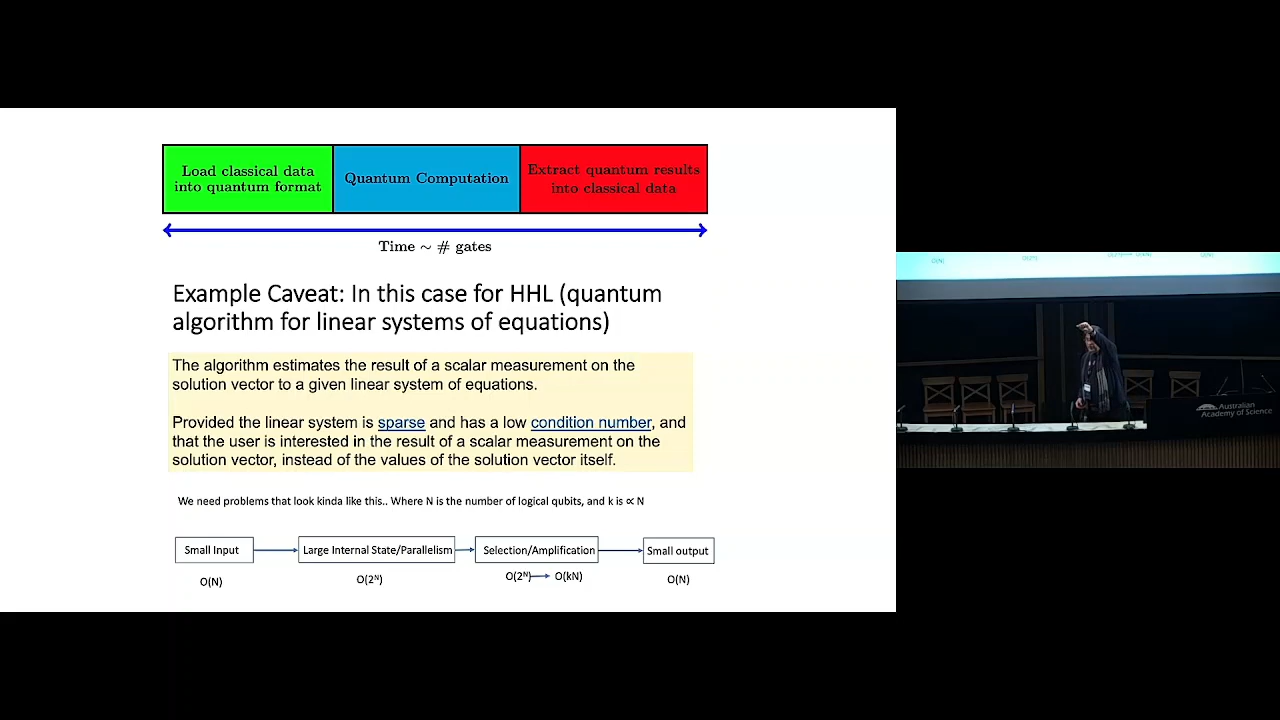 Load classical data
into quantum format
Quantum Computation
Extract quantum results
into classical data
Time ~ # gates
Example Caveat: In this case for HHL (quantum
algorithm for linear systems of equations)
The algorithm estimates the result of a scalar measurement on the
solution vector to a given linear system of equations.
Provided the linear system is sparse and has a low condition number, and
that the user is interested in the result of a scalar measurement on the
solution vector, instead of the values of the solution vector itself.
We need problems that look kinda like this.. Where N is the number of logical qubits, and k is ∝ N
Small Input
Large Internal State/Parallelism
Selection/Amplification
Small output
O(N)
O(2ᴺ)
O(2ᴺ) → O(kN)
O(N)
O(N)
O(2ᴺ)
O(N)
Australian
Academy of Science